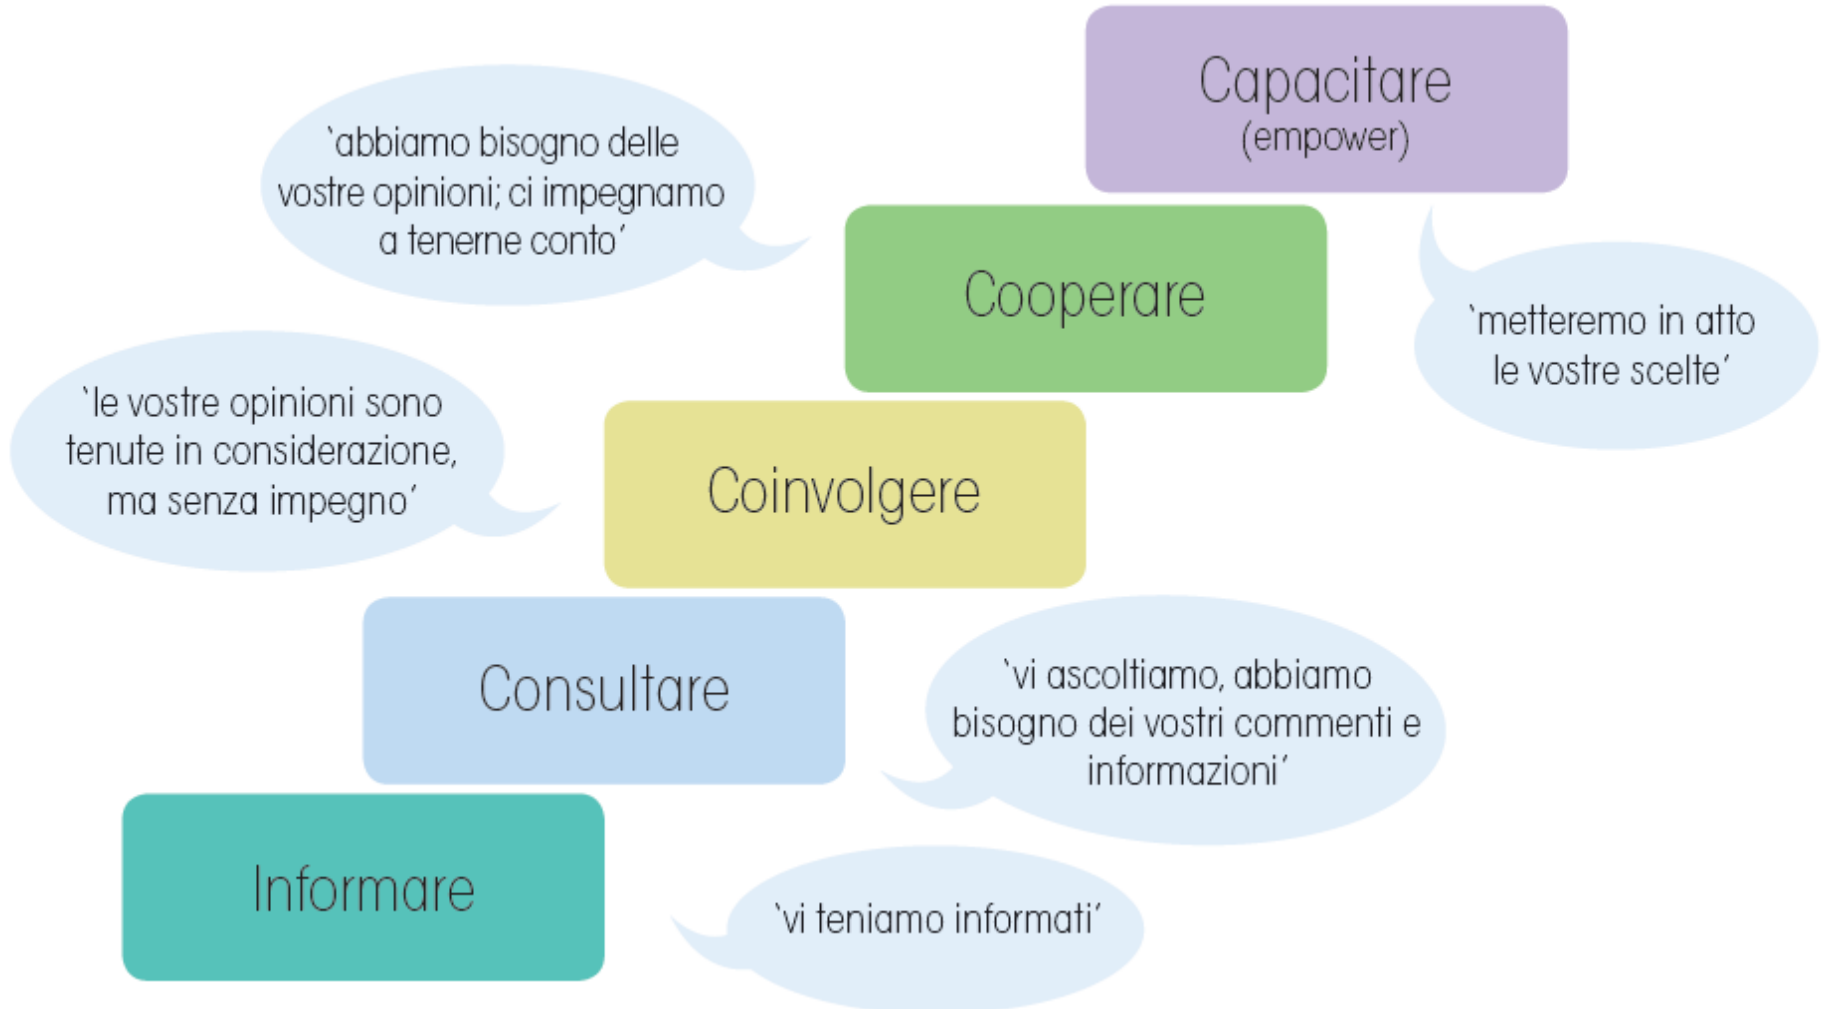 Capacitare
(empower)
`abbiamo bisogno delle
vostre opinioni; ci impegnamo
a tenerne conto´
Cooperare
`metteremo in atto
le vostre scelte´
`le vostre opinioni sono
tenute in considerazione,
ma senza impegno´
Coinvolgere
Consultare
`vi ascoltiamo, abbiamo
bisogno dei vostri commenti e
informazioni´
Informare
`vi teniamo informati´